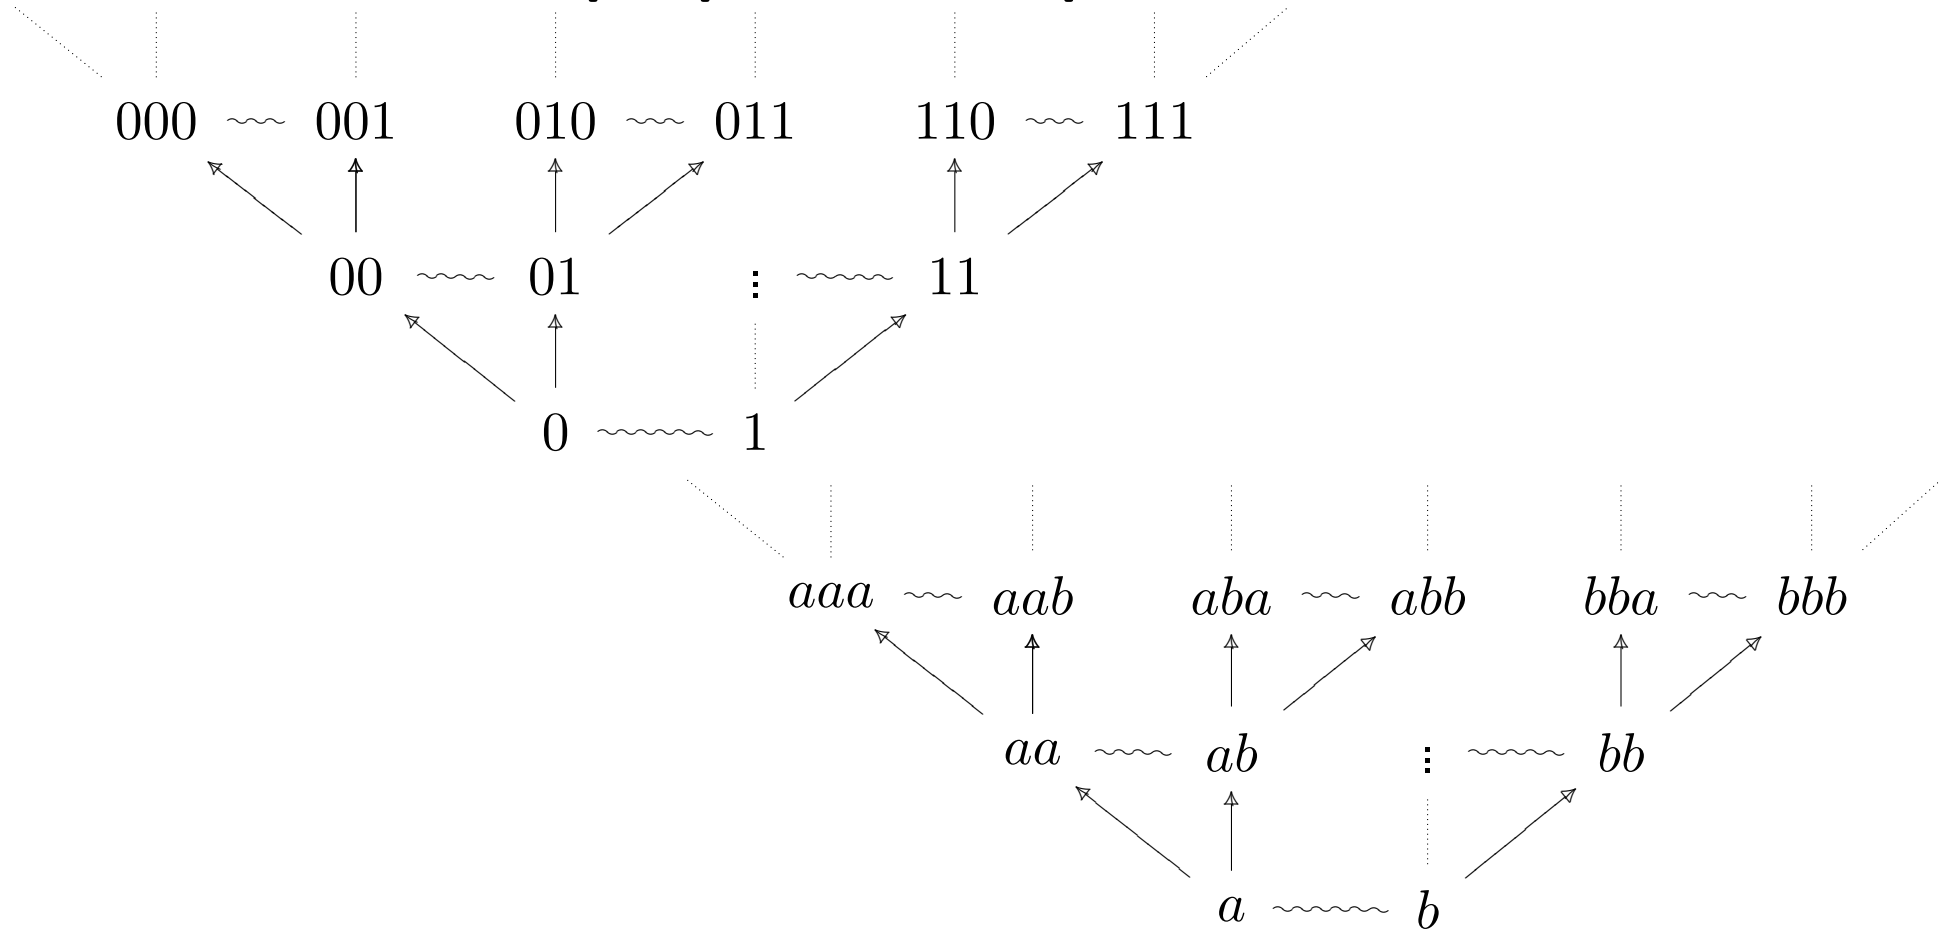 000 001 010 011 110 111
00 01 ⋮ 11
0 1
aaa aab aba abb bba bbb
aa ab ⋮ bb
a b